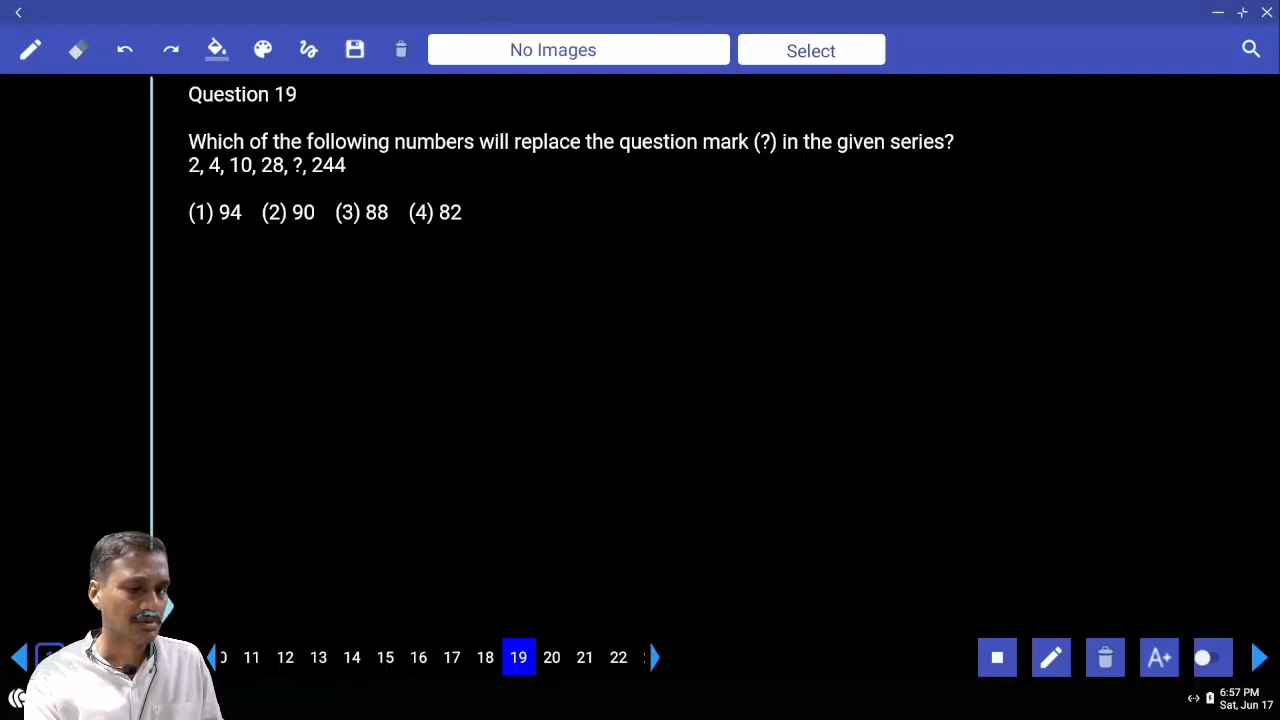 No Images
Select
Question 19
Which of the following numbers will replace the question mark (?) in the given series?
2, 4, 10, 28, ?, 244
(1) 94 (2) 90 (3) 88 (4) 82
11 12 13 14 15 16 17 18 19 20 21 22
A+
6:57 PM
Sat, Jun 17